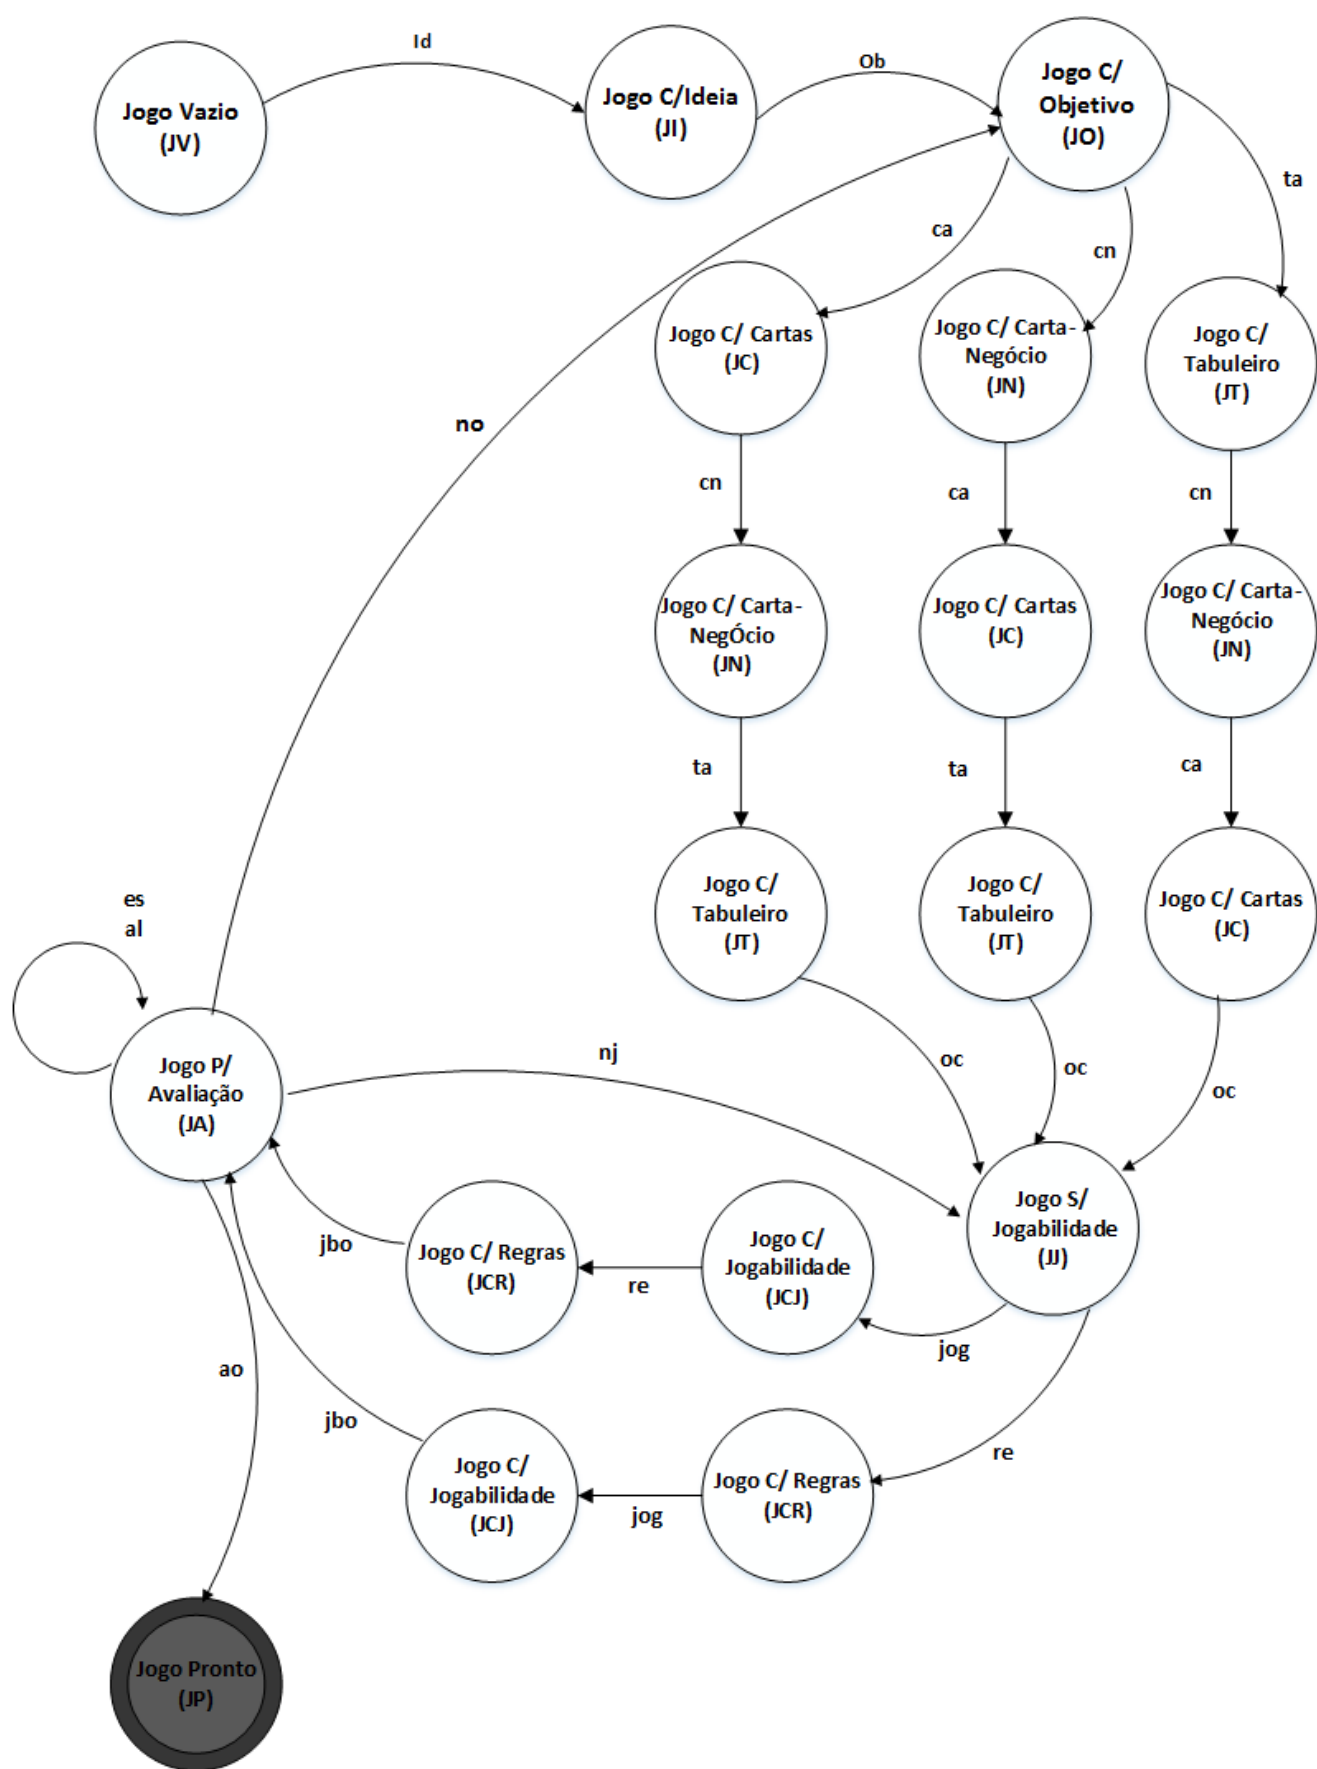 Id
Ob
Jogo Vazio
(JV)
Jogo C/Ideia
(JI)
Jogo C/
Objetivo
(JO)
ta
ca
cn
Jogo C/ Cartas
(JC)
Jogo C/ Carta-
Negócio
(JN)
Jogo C/
Tabuleiro
(JT)
no
cn
ca
cn
Jogo C/ Carta-
NegÓcio
(JN)
Jogo C/ Cartas
(JC)
Jogo C/ Carta-
Negócio
(JN)
ta
ta
ca
Jogo C/
Tabuleiro
(JT)
Jogo C/
Tabuleiro
(JT)
Jogo C/ Cartas
(JC)
es
al
Jogo P/
Avaliação
(JA)
nj
oc
oc
oc
Jogo S/
Jogabilidade
(JJ)
jbo
Jogo C/ Regras
(JCR)
re
Jogo C/
Jogabilidade
(JCJ)
jog
ao
jbo
Jogo C/
Jogabilidade
(JCJ)
jog
Jogo C/ Regras
(JCR)
re
Jogo Pronto
(JP)